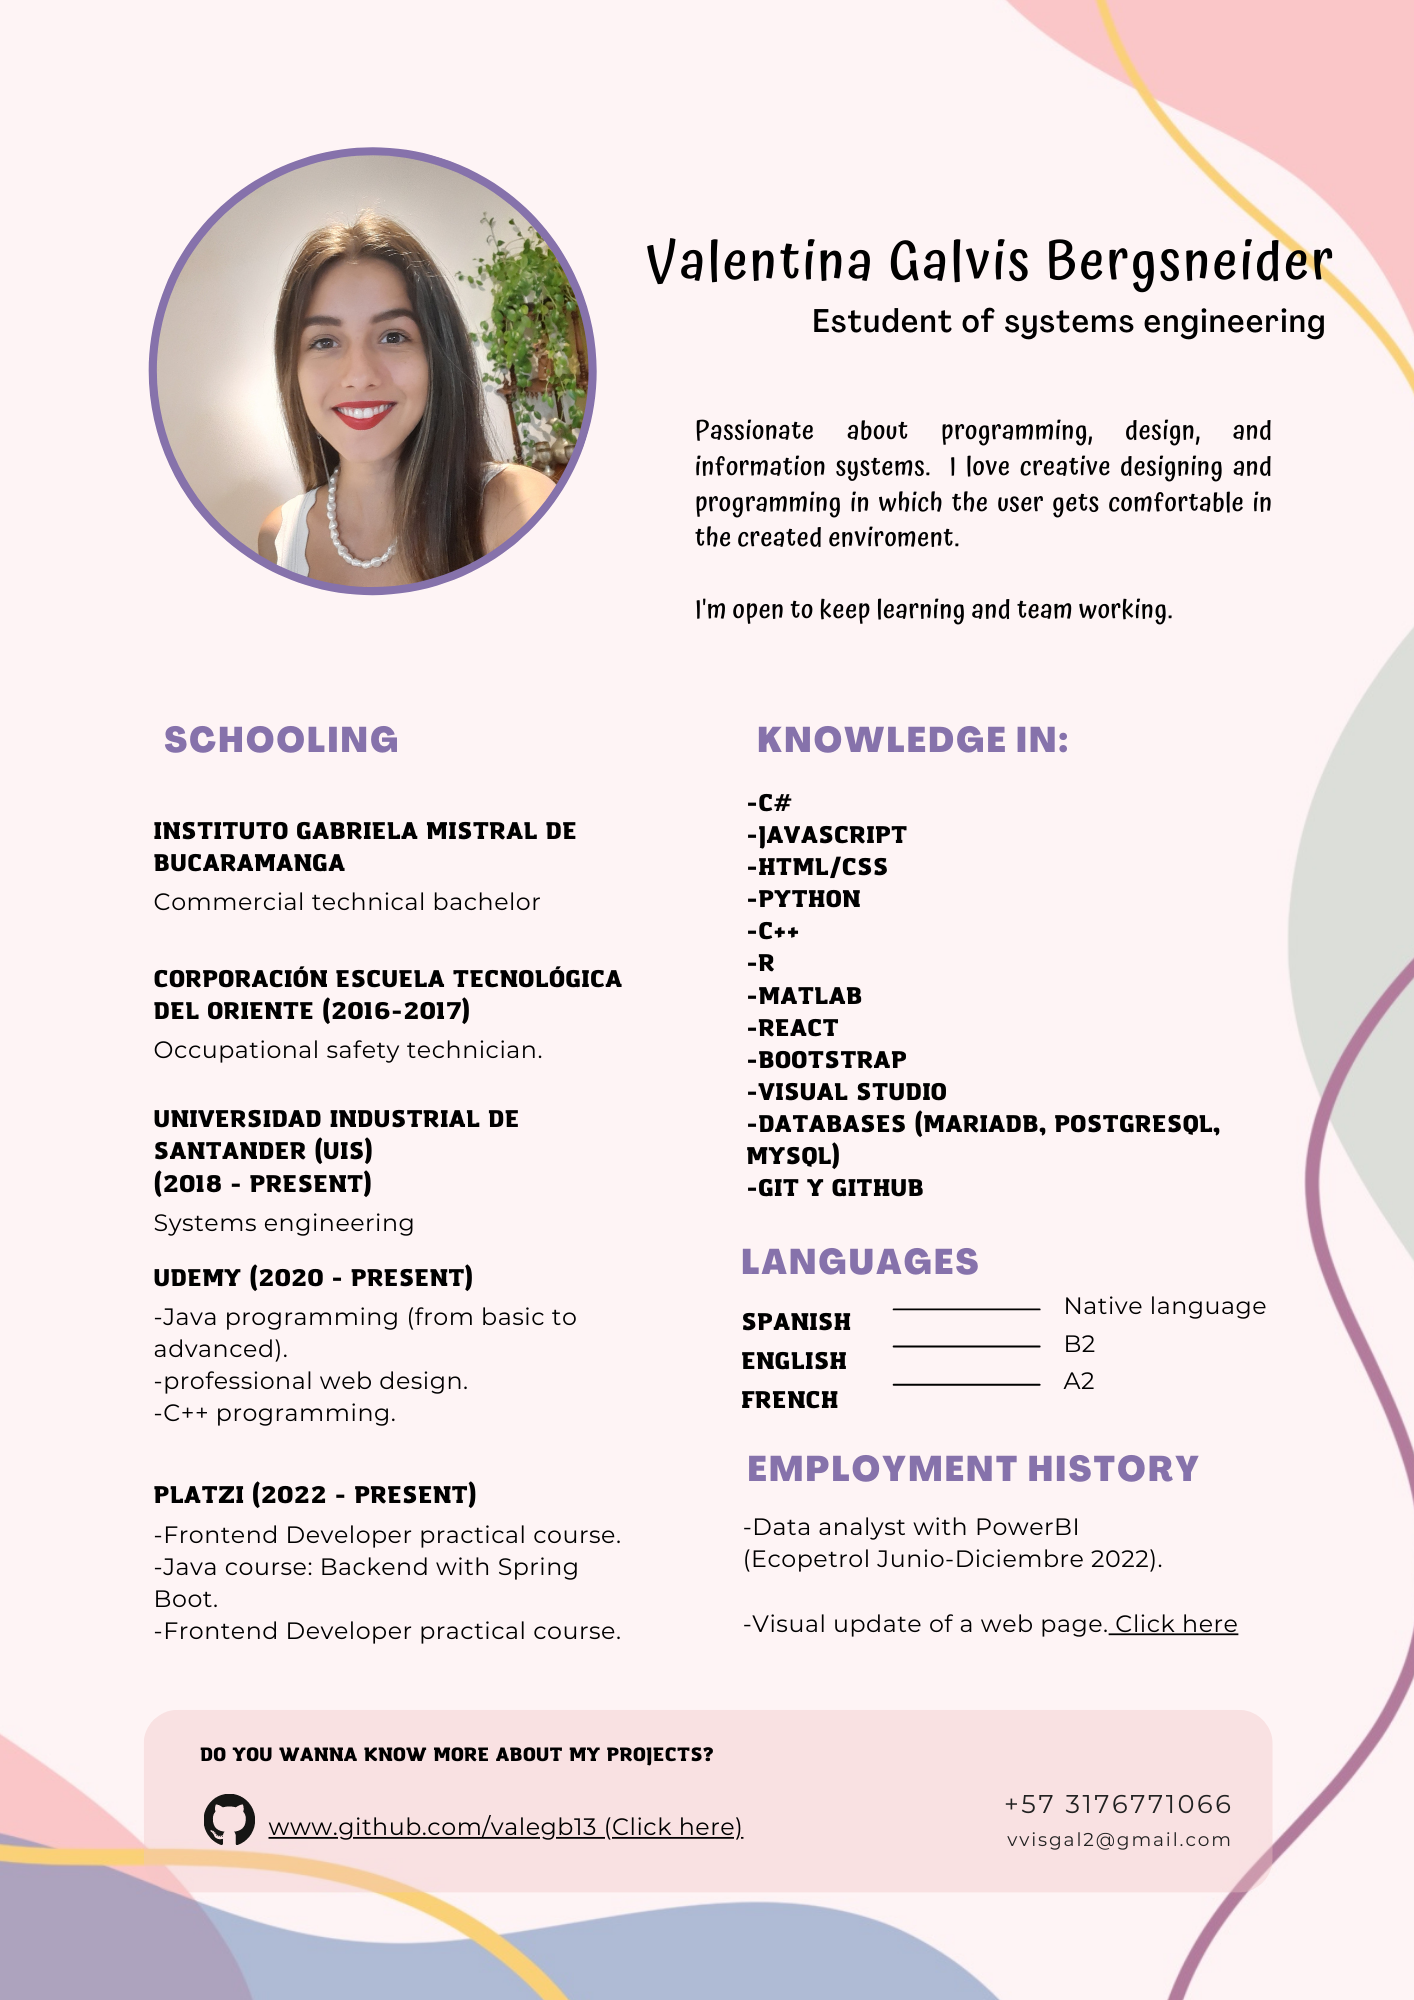 Valentina Galvis Bergsneider
Estudent of systems engineering
Passionate about programming, design, and
information systems. I love creative designing and
programming in which the user gets comfortable in
the created enviroment.
I'm open to keep learning and team working.
SCHOOLING
INSTITUTO GABRIELA MISTRAL DE
BUCARAMANGA
Commercial technical bachelor
CORPORACIÓN ESCUELA TECNOLÓGICA
DEL ORIENTE (2016-2017)
Occupational safety technician.
UNIVERSIDAD INDUSTRIAL DE
SANTANDER (UIS)
(2018 - PRESENT)
Systems engineering
UDEMY (2020 - PRESENT)
-Java programming (from basic to
advanced).
-professional web design.
-C++ programming.
PLATZI (2022 - PRESENT)
-Frontend Developer practical course.
-Java course: Backend with Spring
Boot.
-Frontend Developer practical course.
KNOWLEDGE IN:
-C#
-JAVASCRIPT
-HTML/CSS
-PYTHON
-C++
-R
-MATLAB
-REACT
-BOOTSTRAP
-VISUAL STUDIO
-DATABASES (MARIADB, POSTGRESQL,
MYSQL)
-GIT Y GITHUB
LANGUAGES
SPANISH Native language
ENGLISH B2
FRENCH A2
EMPLOYMENT HISTORY
-Data analyst with PowerBI
(Ecopetrol Junio-Diciembre 2022).
-Visual update of a web page. Click here
DO YOU WANNA KNOW MORE ABOUT MY PROJECTS?
www.github.com/valegb13 (Click here)
+57 3176771066
vvisgal2@gmail.com